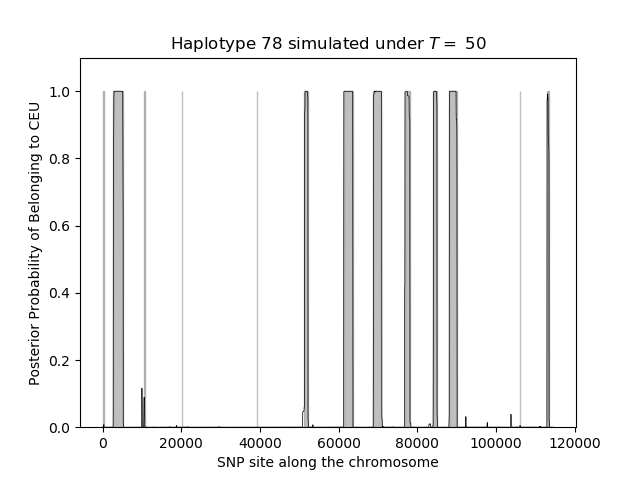 Haplotype 78 simulated under T = 50
Posterior Probability of Belonging to CEU
1.0
0.8
0.6
0.4
0.2
0.0
0 20000 40000 60000 80000 100000 120000
SNP site along the chromosome